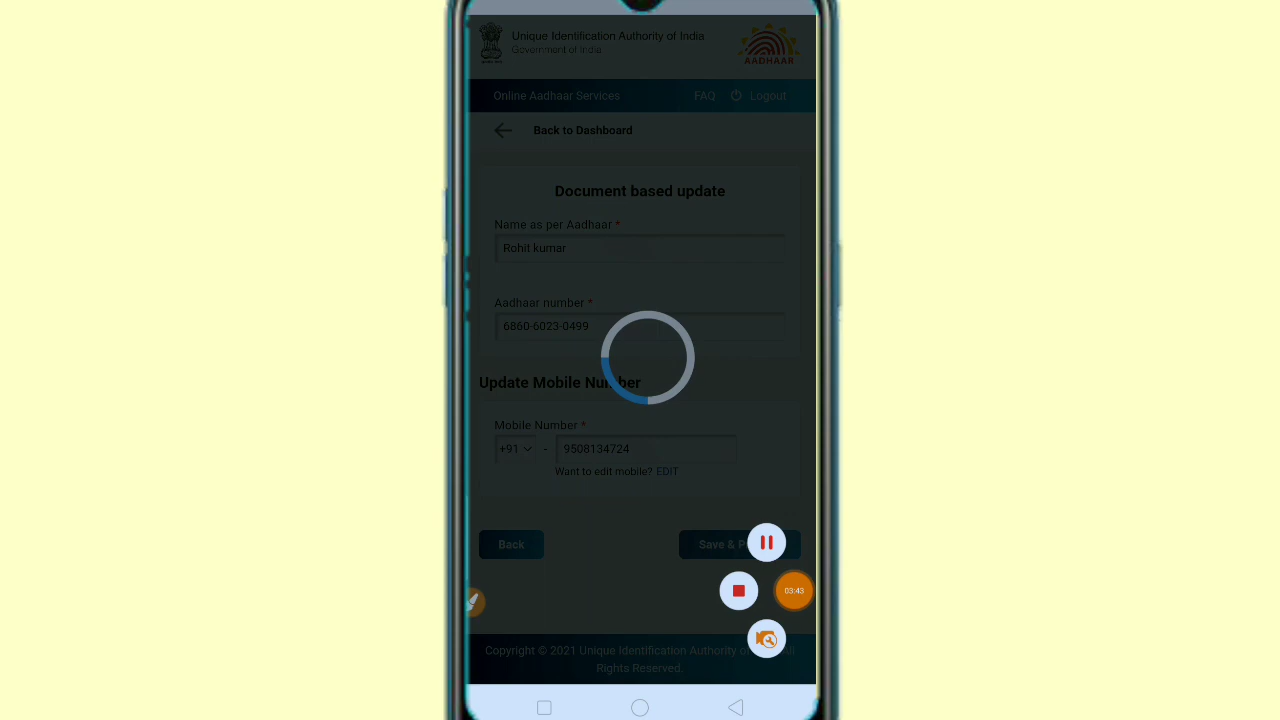 Unique Identification Authority of India
Government of India
AADHAAR
Online Aadhaar Services FAQ Logout
Back to Dashboard
Document based update
Name as per Aadhaar *
Rohit kumar
Aadhaar number *
6860-6023-0499
Update Mobile Number
Mobile Number *
+91 - 9508134724
Want to edit mobile? EDIT
Back Save &
03:43
Copyright © 2021 Unique Identification Authority of All
Rights Reserved.